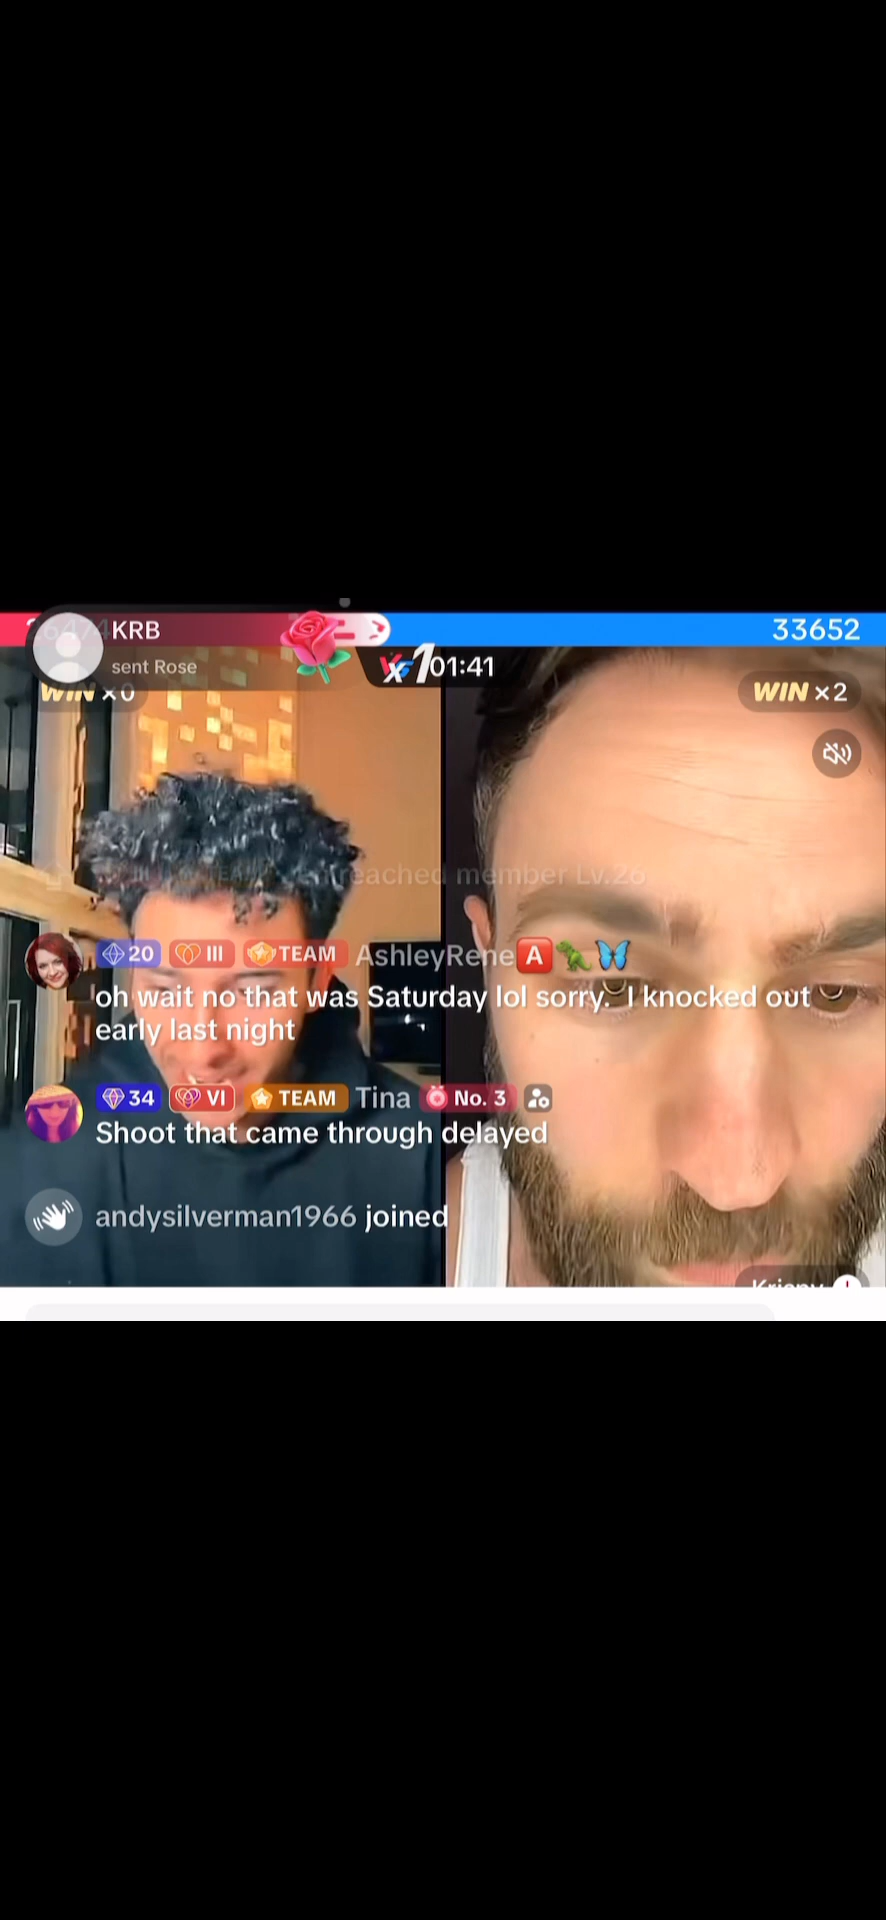 KRB
33652
sent Rose
01:41
WIN x0
WIN x2
reached member Lv.26
20 III TEAM AshleyRene A
oh wait no that was Saturday lol sorry. I knocked out
early last night
34 VI TEAM Tina No. 3
Shoot that came through delayed
andysilverman1966 joined